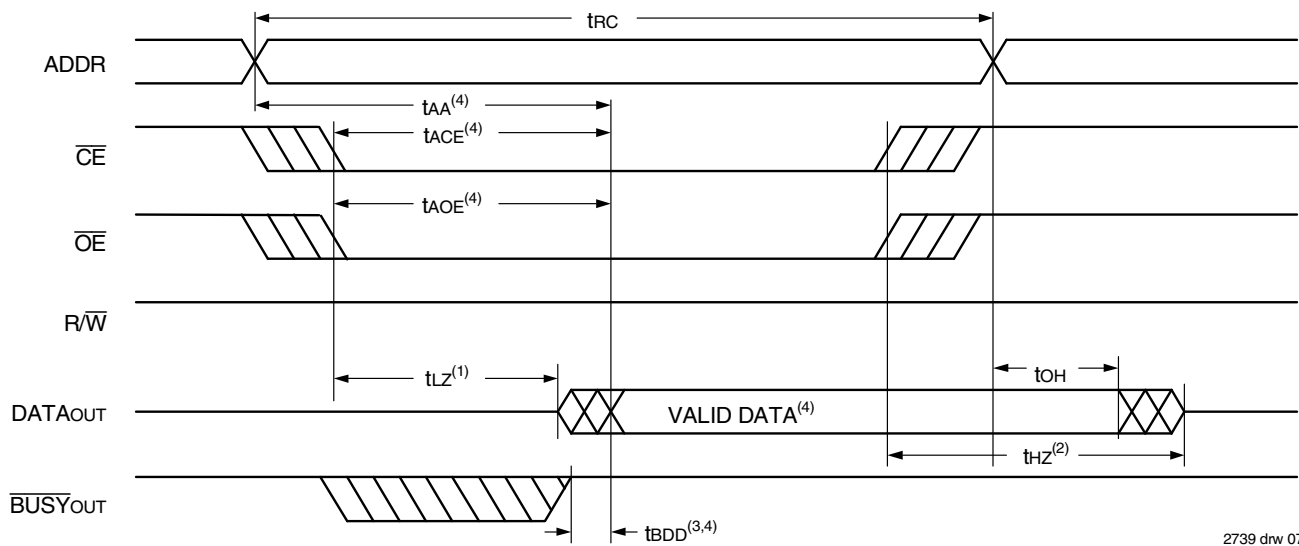 tRC
ADDR
tAA(4)
tACE(4)
CE
tAOE(4)
OE
R/W
tLZ(1)
tOH
DATAOUT
VALID DATA(4)
tHZ(2)
BUSYOUT
tBDD(3,4)
2739 drw 07